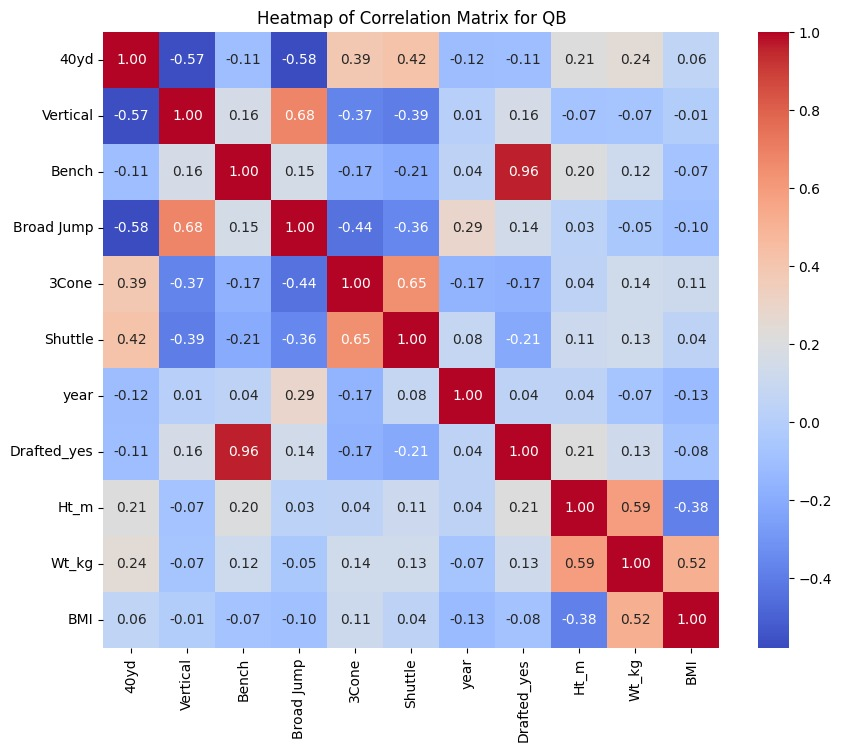 Heatmap of Correlation Matrix for QB
40yd 1.00 -0.57 -0.11 -0.58 0.39 0.42 -0.12 -0.11 0.21 0.24 0.06
Vertical -0.57 1.00 0.16 0.68 -0.37 -0.39 0.01 0.16 -0.07 -0.07 -0.01
Bench -0.11 0.16 1.00 0.15 -0.17 -0.21 0.04 0.96 0.20 0.12 -0.07
Broad Jump -0.58 0.68 0.15 1.00 -0.44 -0.36 0.29 0.14 0.03 -0.05 -0.10
3Cone 0.39 -0.37 -0.17 -0.44 1.00 0.65 -0.17 -0.17 0.04 0.14 0.11
Shuttle 0.42 -0.39 -0.21 -0.36 0.65 1.00 0.08 -0.21 0.11 0.13 0.04
year -0.12 0.01 0.04 0.29 -0.17 0.08 1.00 0.04 0.04 -0.07 -0.13
Drafted_yes -0.11 0.16 0.96 0.14 -0.17 -0.21 0.04 1.00 0.21 0.13 -0.08
Ht_m 0.21 -0.07 0.20 0.03 0.04 0.11 0.04 0.21 1.00 0.59 -0.38
Wt_kg 0.24 -0.07 0.12 -0.05 0.14 0.13 -0.07 0.13 0.59 1.00 0.52
BMI 0.06 -0.01 -0.07 -0.10 0.11 0.04 -0.13 -0.08 -0.38 0.52 1.00
40yd Vertical Bench Broad Jump 3Cone Shuttle year Drafted_yes Ht_m Wt_kg BMI
1.0
0.8
0.6
0.4
0.2
0.0
−0.2
−0.4